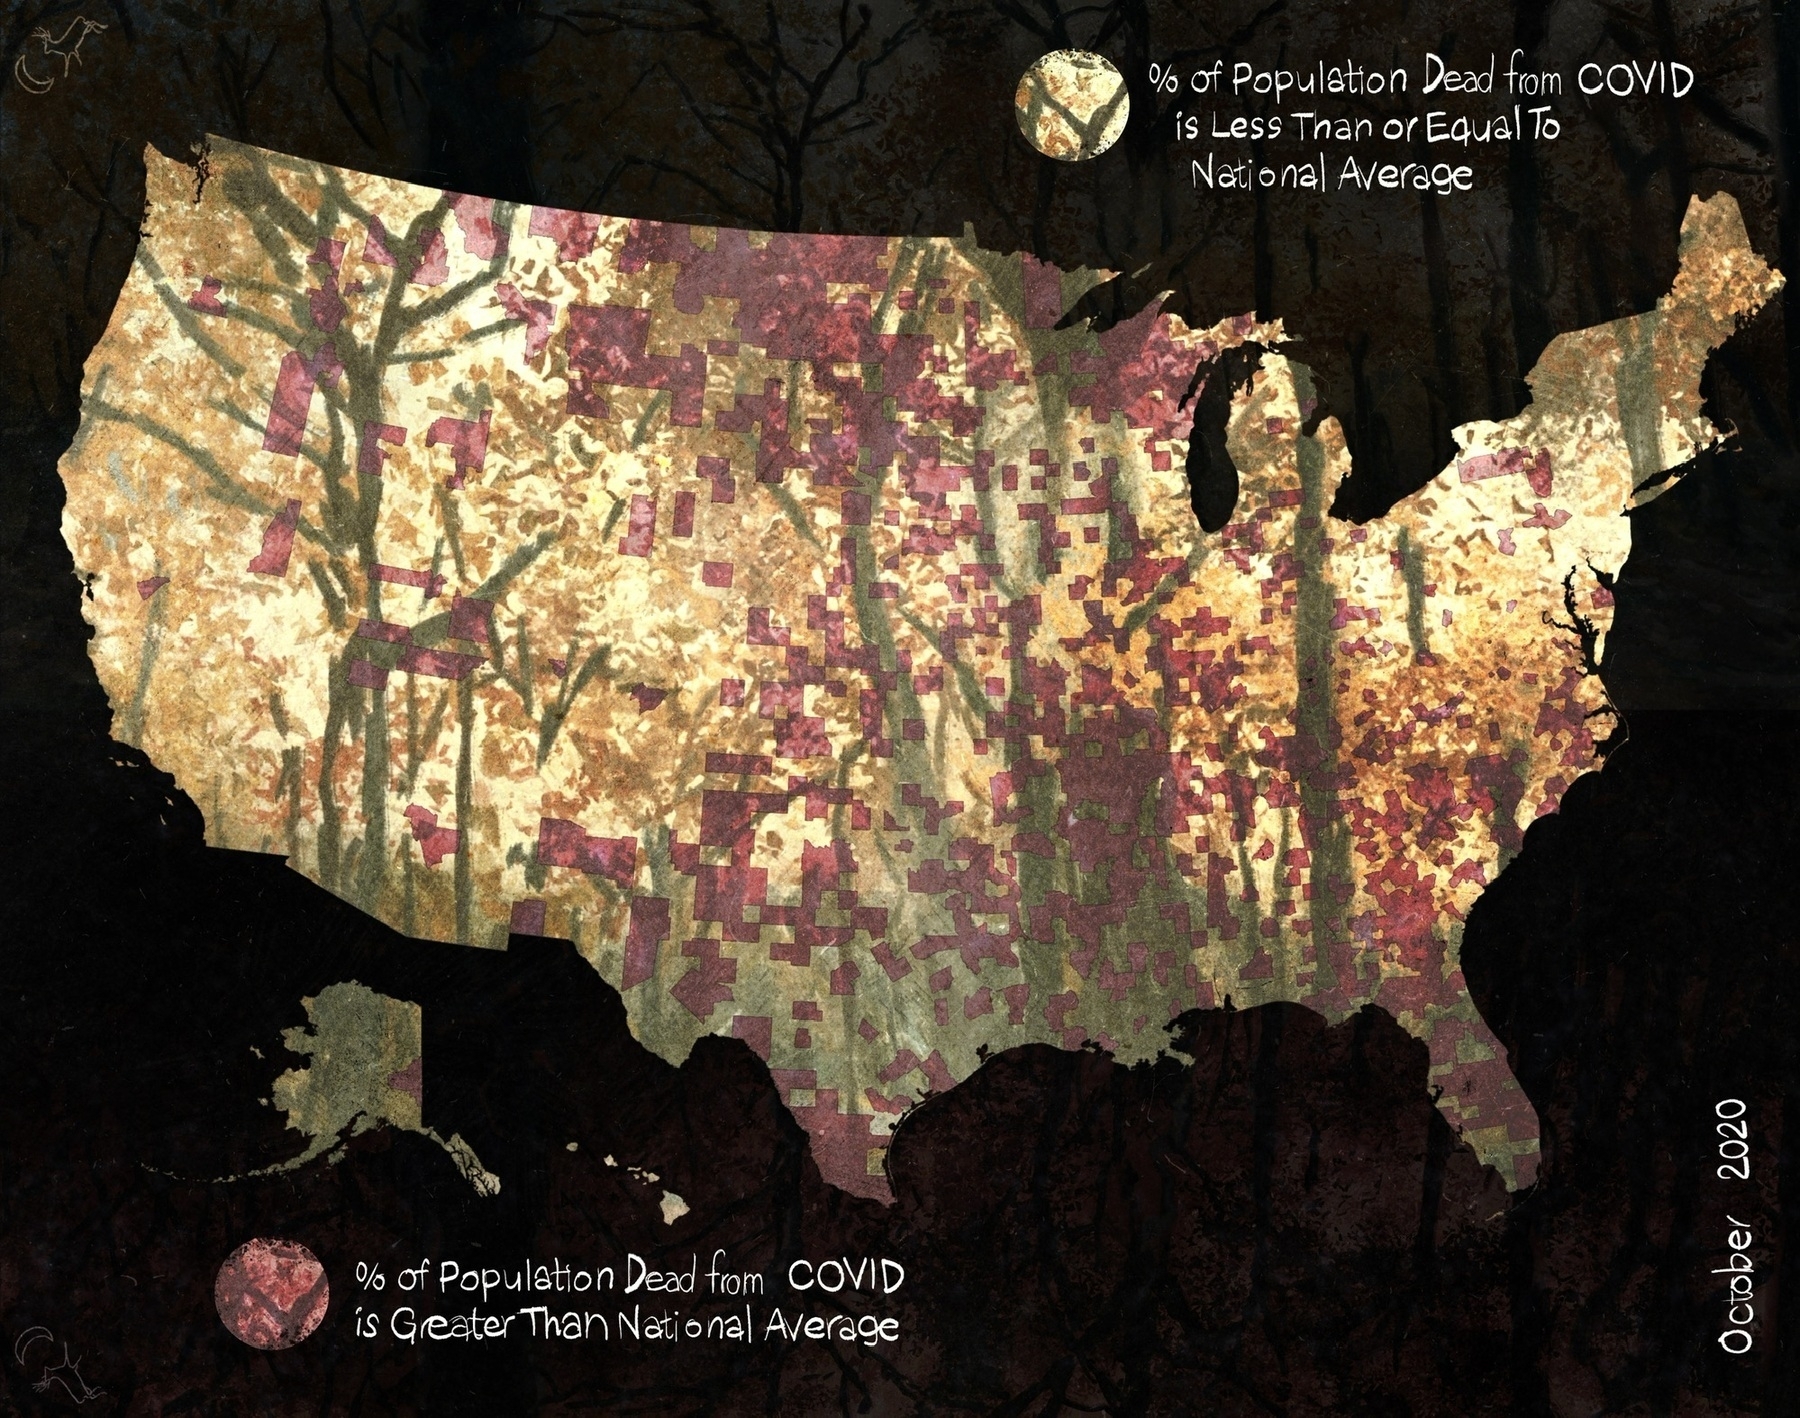 % of Population Dead from COVID
is Less Than or Equal To
National Average
October 2020
% of Population Dead from COVID
is Greater Than National Average